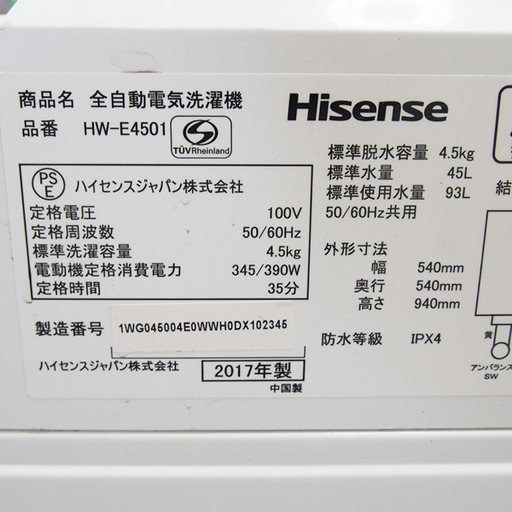 商品名 全自動電気洗濯機
品番 HW-E4501
TÜVRheinland
Hisense
PS
E
ハイセンスジャパン株式会社
定格電圧 100V
定格周波数 50/60Hz
標準洗濯容量 4.5kg
電動機定格消費電力 345/390W
定格時間 35分
製造番号 1WG045004E0WWH0DX102345
ハイセンスジャパン株式会社 2017年製
中国製
標準脱水容量 4.5kg
標準水量 45L
標準使用水量 93L
50/60Hz共用
外形寸法
幅 540mm
奥行 540mm
高さ 940mm
防水等級 IPX4
結
黄
アンバランス
SW